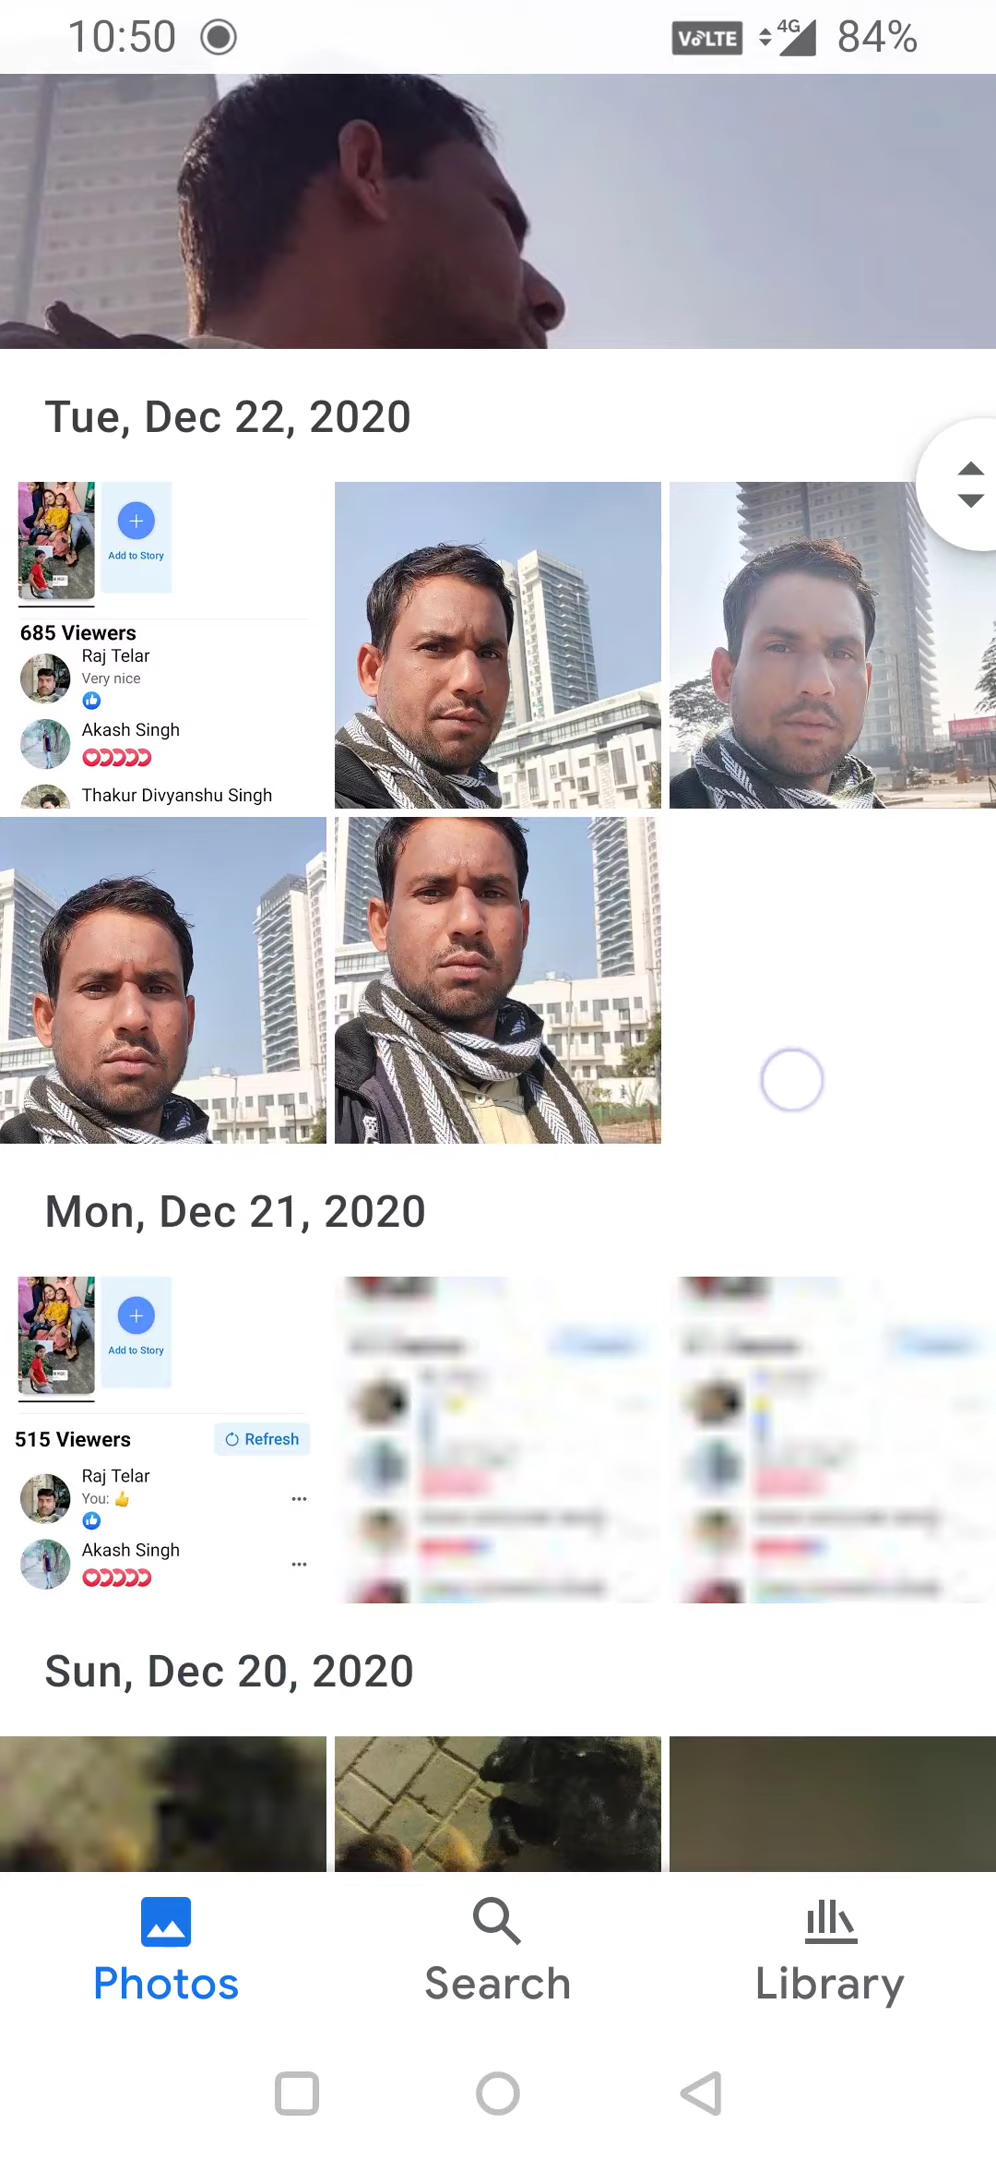 10:50 VoLTE 4G 84%
Tue, Dec 22, 2020
Add to Story
685 Viewers
Raj Telar
Very nice
Akash Singh
Thakur Divyanshu Singh
Mon, Dec 21, 2020
Add to Story
515 Viewers Refresh
Raj Telar
You: 👍
Akash Singh
Sun, Dec 20, 2020
Photos Search Library